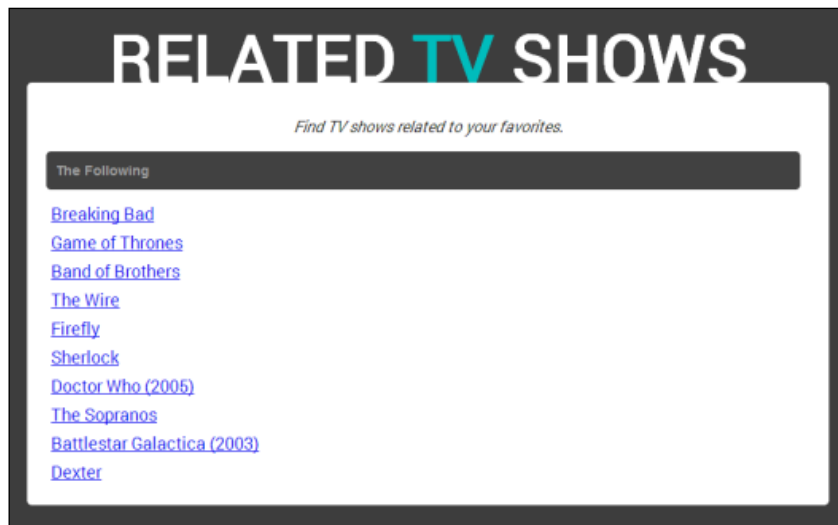 RELATED TV SHOWS
Find TV shows related to your favorites.
The Following
Breaking Bad
Game of Thrones
Band of Brothers
The Wire
Firefly
Sherlock
Doctor Who (2005)
The Sopranos
Battlestar Galactica (2003)
Dexter